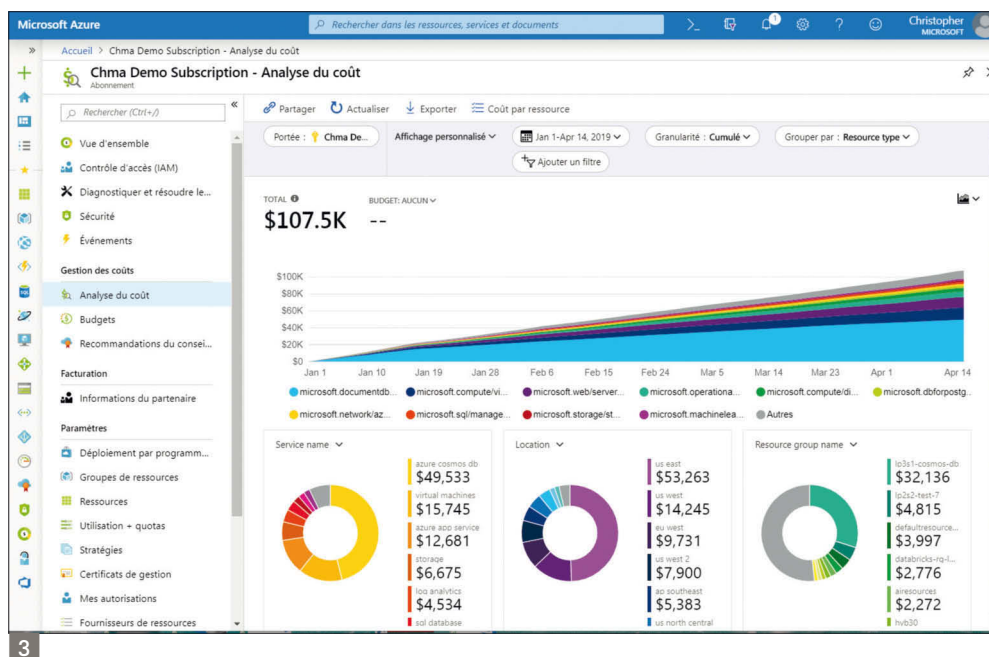 Microsoft Azure
Rechercher dans les ressources, services et documents
Christopher
MICROSOFT
Accueil > Chma Demo Subscription - Analyse du coût
Chma Demo Subscription - Analyse du coût
Abonnement
Rechercher (Ctrl+/)
Partager Actualiser Exporter Coût par ressource
Portée : Chma De... Affichage personnalisé Jan 1-Apr 14, 2019 Granularité : Cumulé Grouper par : Resource type
Ajouter un filtre
Vue d'ensemble
Contrôle d'accès (IAM)
Diagnostiquer et résoudre le...
Sécurité
Événements
Gestion des coûts
Analyse du coût
Budgets
Recommandations du consei...
Facturation
Informations du partenaire
Paramètres
Déploiement par programm...
Groupes de ressources
Ressources
Utilisation + quotas
Stratégies
Certificats de gestion
Mes autorisations
Fournisseurs de ressources
TOTAL BUDGET: AUCUN
$107.5K --
$100K
$80K
$60K
$40K
$20K
$0
Jan 1 Jan 10 Jan 19 Jan 28 Feb 6 Feb 15 Feb 24 Mar 5 Mar 14 Mar 23 Apr 1 Apr 14
microsoft.documentdb... microsoft.compute/vi... microsoft.web/server... microsoft.operationa... microsoft.compute/di... microsoft.dbforpostg...
microsoft.network/az... microsoft.sql/manage... microsoft.storage/st... microsoft.machinelea... Autres
Service name
azure cosmos db
$49,533
virtual machines
$15,745
azure app service
$12,681
storage
$6,675
log analytics
$4,534
sql database
Location
us east
$53,263
us west
$14,245
eu west
$9,731
us west 2
$7,900
ap southeast
$5,383
us north central
Resource group name
lp3s1-cosmos-db
$32,136
lp2s2-test-7
$4,815
defaultresource...
$3,997
databricks-rg-l...
$2,776
airesources
$2,272
hvb30
3